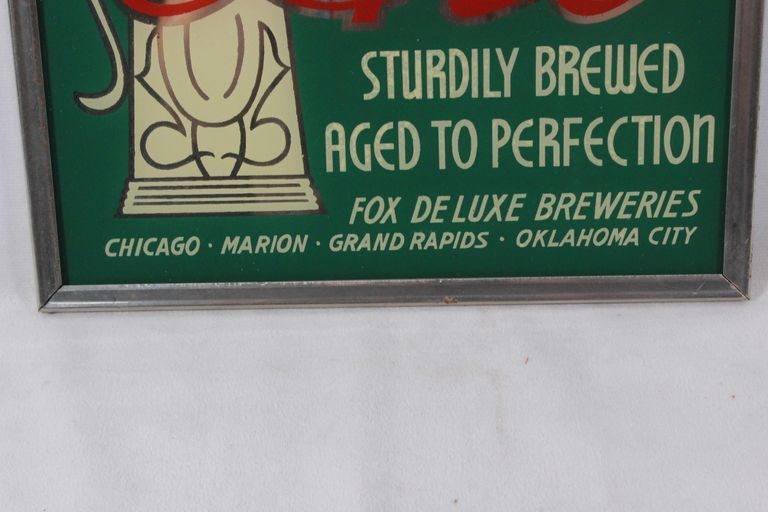 STURDILY BREWED
AGED TO PERFECTION
FOX DE LUXE BREWERIES
CHICAGO · MARION · GRAND RAPIDS · OKLAHOMA CITY